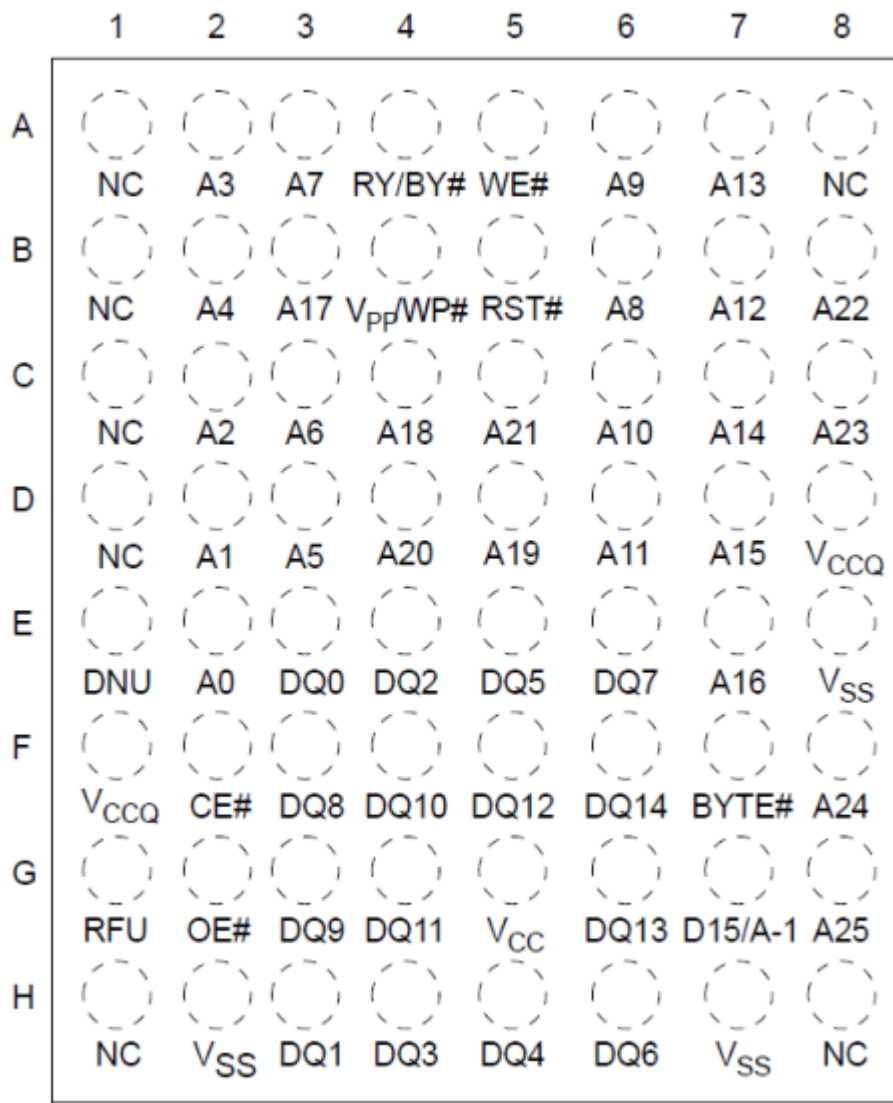 1 2 3 4 5 6 7 8
A
NC A3 A7 RY/BY# WE# A9 A13 NC
B
NC A4 A17 VPP/WP# RST# A8 A12 A22
C
NC A2 A6 A18 A21 A10 A14 A23
D
NC A1 A5 A20 A19 A11 A15 VCCQ
E
DNU A0 DQ0 DQ2 DQ5 DQ7 A16 VSS
F
VCCQ CE# DQ8 DQ10 DQ12 DQ14 BYTE# A24
G
RFU OE# DQ9 DQ11 VCC DQ13 D15/A-1 A25
H
NC VSS DQ1 DQ3 DQ4 DQ6 VSS NC